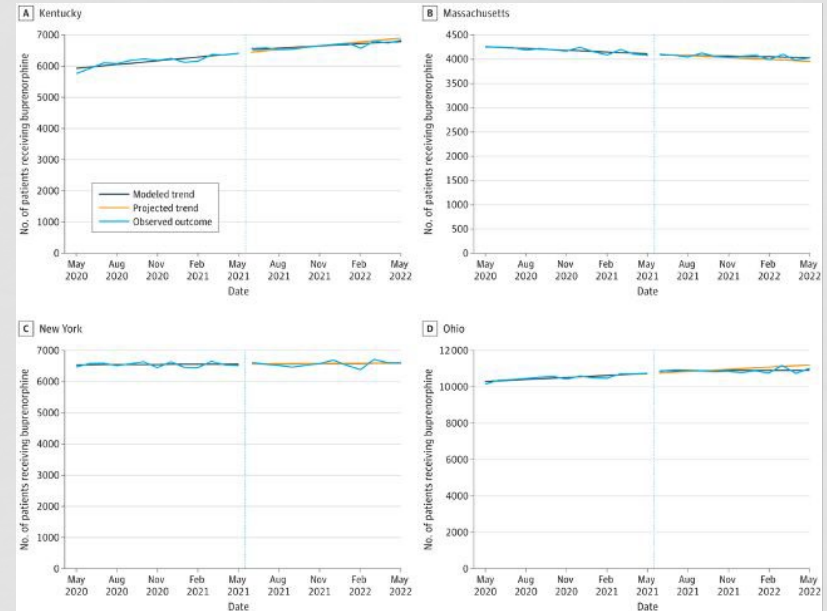 A Kentucky
No. of patients receiving buprenorphine
7000
6000
5000
4000
3000
2000
1000
0
Modeled trend
Projected trend
Observed outcome
May Aug Nov Feb May Aug Nov Feb May
2020 2020 2020 2021 2021 2021 2021 2022 2022
Date
B Massachusetts
No. of patients receiving buprenorphine
4500
4000
3500
3000
2500
2000
1500
1000
500
0
May Aug Nov Feb May Aug Nov Feb May
2020 2020 2020 2021 2021 2021 2021 2022 2022
Date
C New York
No. of patients receiving buprenorphine
7000
6000
5000
4000
3000
2000
1000
0
May Aug Nov Feb May Aug Nov Feb May
2020 2020 2020 2021 2021 2021 2021 2022 2022
Date
D Ohio
No. of patients receiving buprenorphine
12000
10000
8000
6000
4000
2000
0
May Aug Nov Feb May Aug Nov Feb May
2020 2020 2020 2021 2021 2021 2021 2022 2022
Date